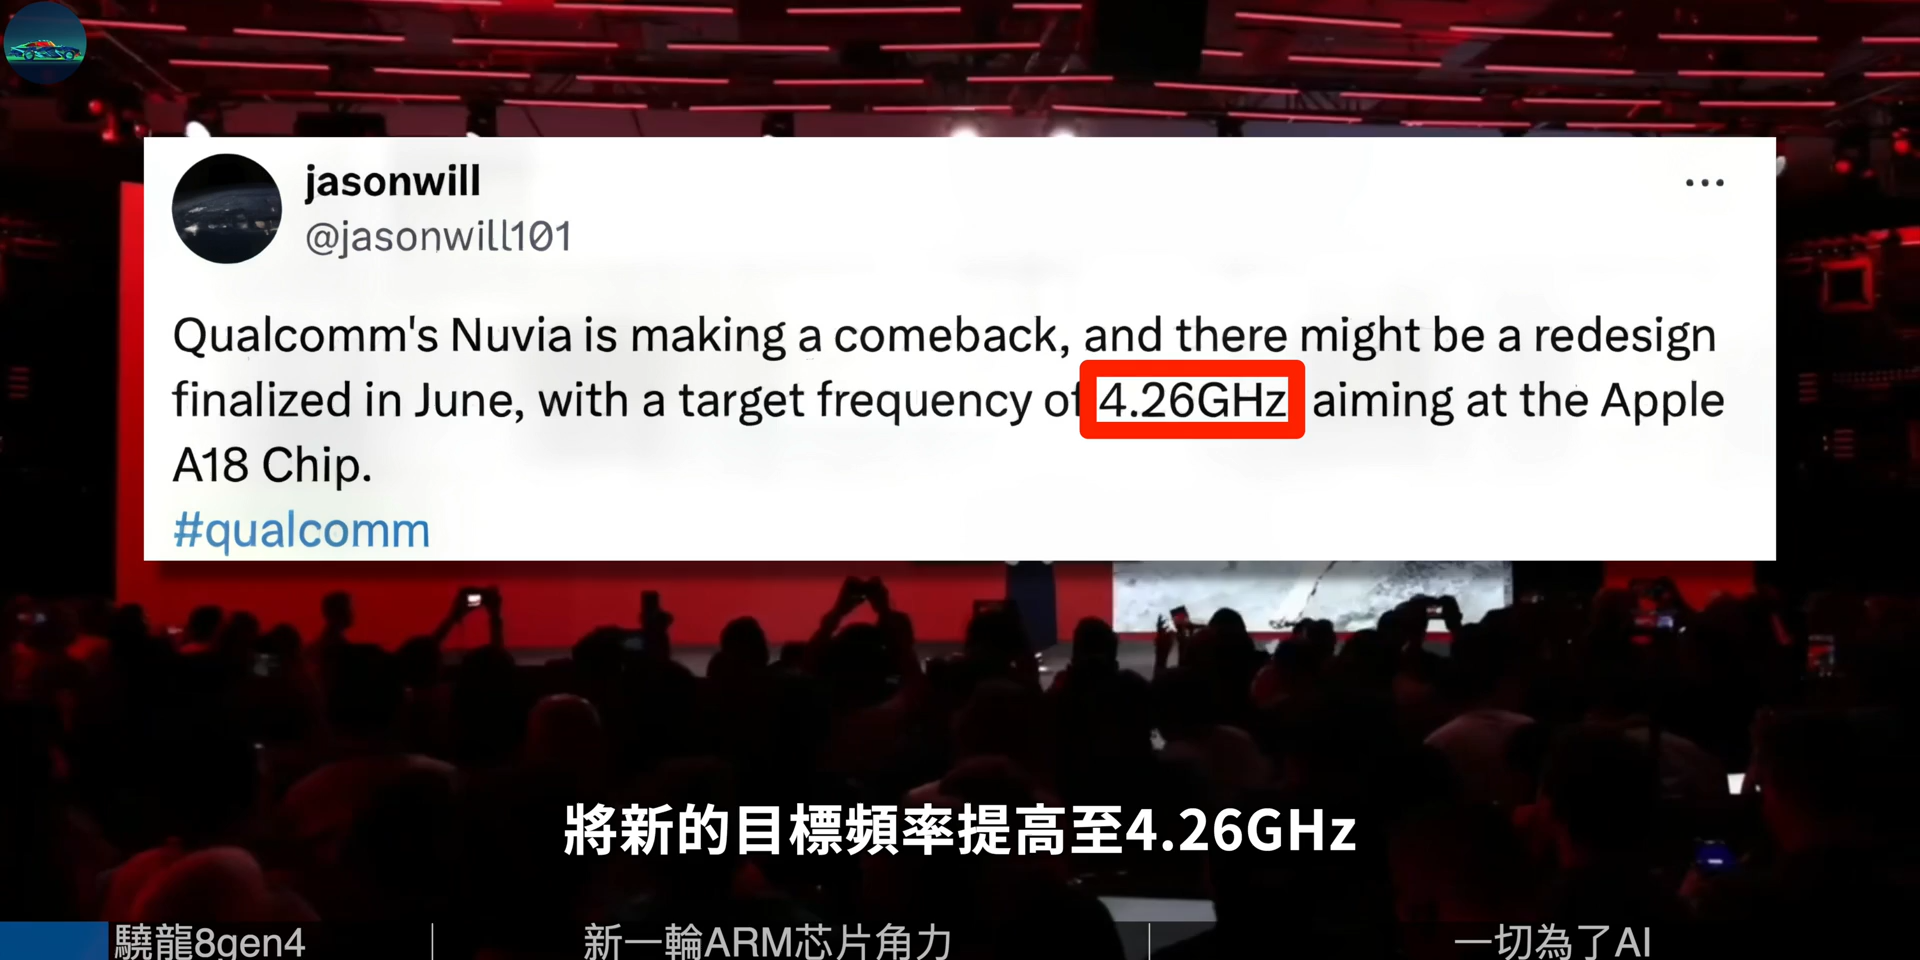 jasonwill
@jasonwill101
...
Qualcomm's Nuvia is making a comeback, and there might be a redesign
finalized in June, with a target frequency of 4.26GHz aiming at the Apple
A18 Chip.
#qualcomm
將新的目標頻率提高至4.26GHz
驍龍8gen4
新一輪ARM芯片角力
一切為了AI